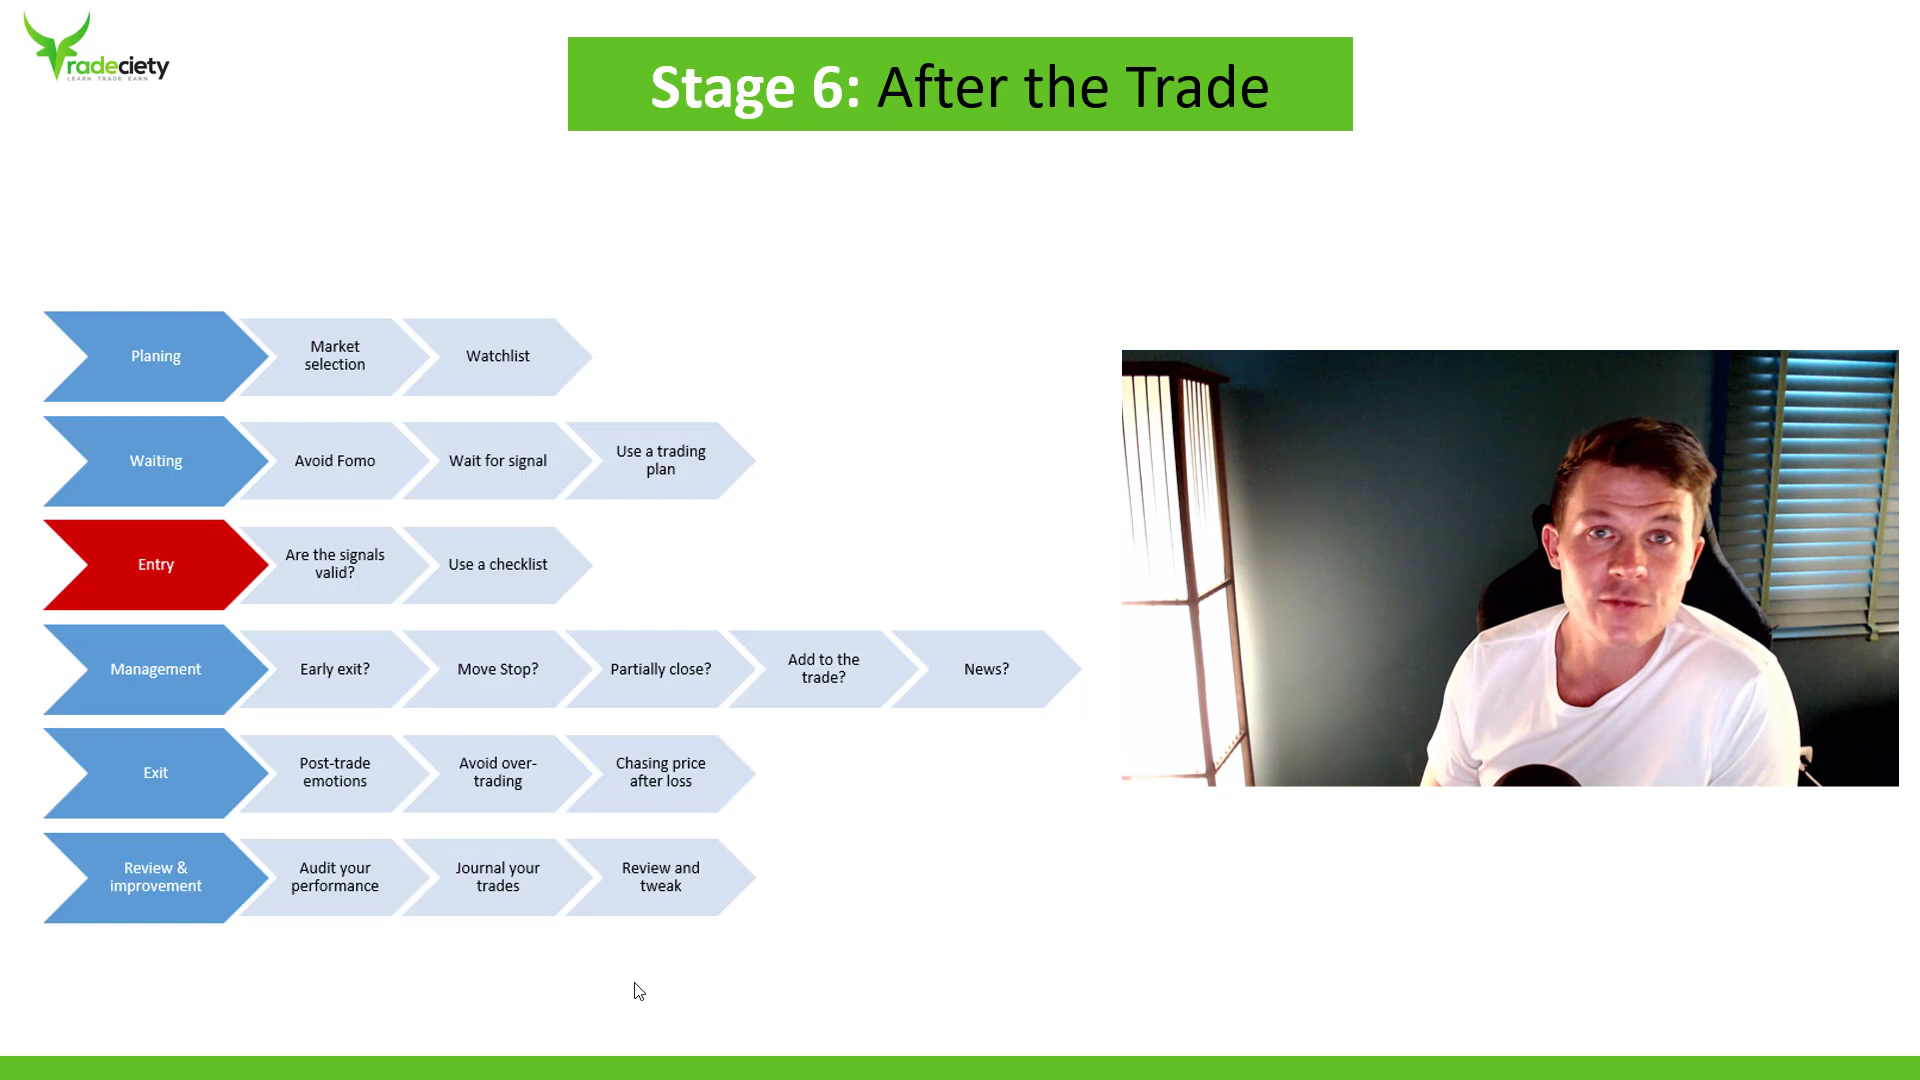 Tradeciety
LEARN TRADE EARN
Stage 6: After the Trade
Planing
Market
selection
Watchlist
Waiting
Avoid Fomo
Wait for signal
Use a trading
plan
Entry
Are the signals
valid?
Use a checklist
Management
Early exit?
Move Stop?
Partially close?
Add to the
trade?
News?
Exit
Post-trade
emotions
Avoid over-
trading
Chasing price
after loss
Review &
improvement
Audit your
performance
Journal your
trades
Review and
tweak